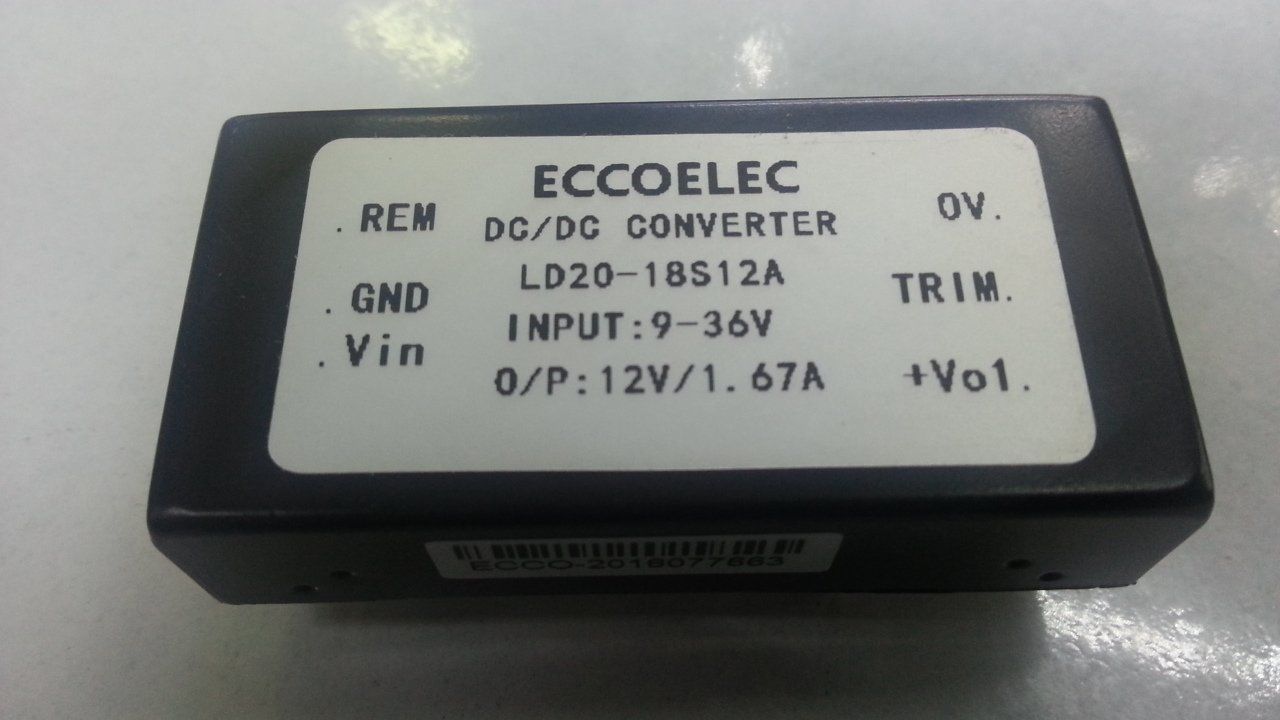 ECCOELEC
. REM
DC/DC CONVERTER
0V.
LD20-18S12A
. GND
TRIM.
INPUT:9-36V
. Vin
O/P:12V/1.67A
+Vo1.
ECCO-2018077663